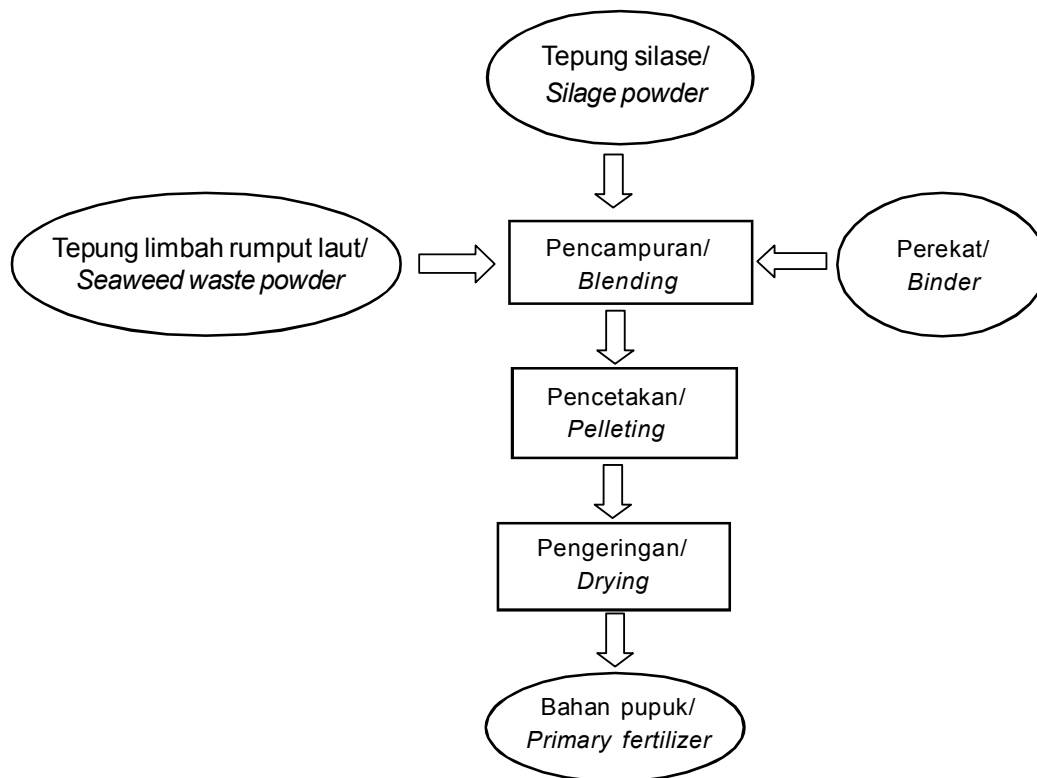 Tepung silase/
Silage powder
Tepung limbah rumput laut/
Seaweed waste powder
Pencampuran/
Blending
Perekat/
Binder
Pencetakan/
Pelleting
Pengeringan/
Drying
Bahan pupuk/
Primary fertilizer